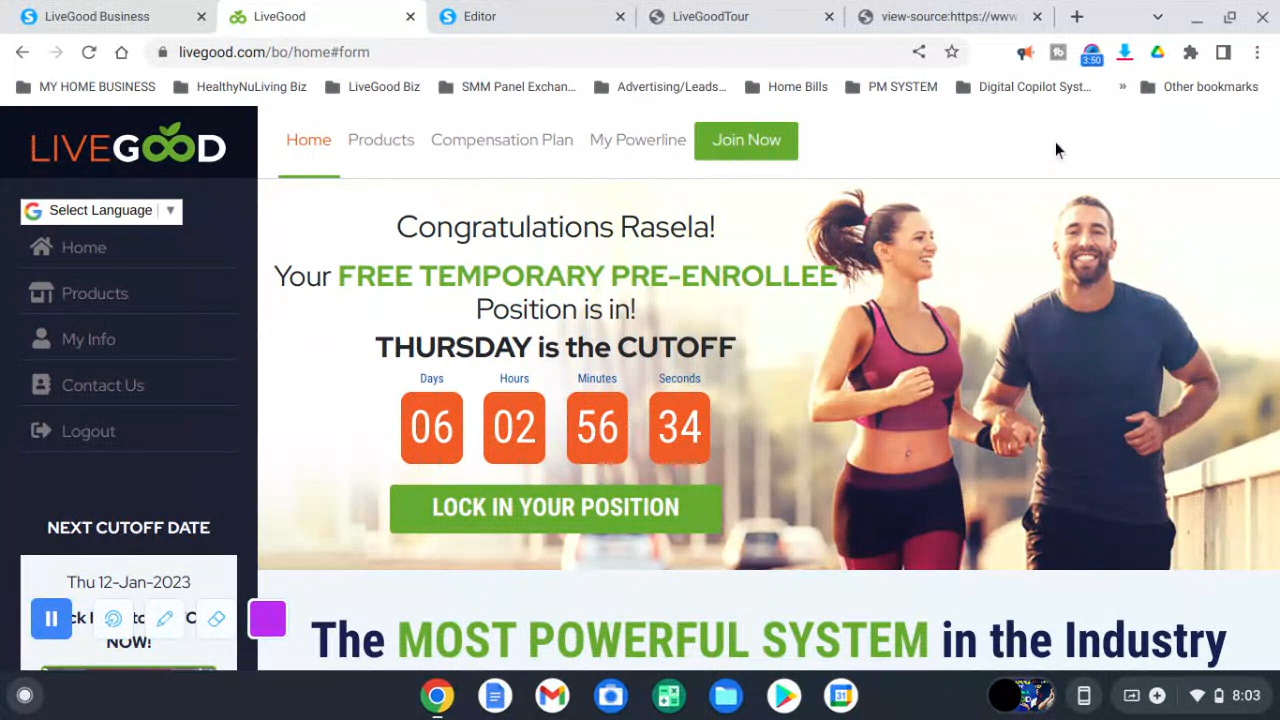 LiveGood Business
LiveGood
Editor
LiveGoodTour
view-source:https://www
livegood.com/bo/home#form
3:50
MY HOME BUSINESS
HealthyNuLiving Biz
LiveGood Biz
SMM Panel Exchan...
Advertising/Leads...
Home Bills
PM SYSTEM
Digital Copilot Syst...
Other bookmarks
LIVEGOOD
Home
Products
Compensation Plan
My Powerline
Join Now
Select Language
Home
Products
My Info
Contact Us
Logout
NEXT CUTOFF DATE
Thu 12-Jan-2023
NOW!
Congratulations Rasela!
Your FREE TEMPORARY PRE-ENROLLEE
Position is in!
THURSDAY is the CUTOFF
Days Hours Minutes Seconds
06 02 56 34
LOCK IN YOUR POSITION
The MOST POWERFUL SYSTEM in the Industry
31
8:03